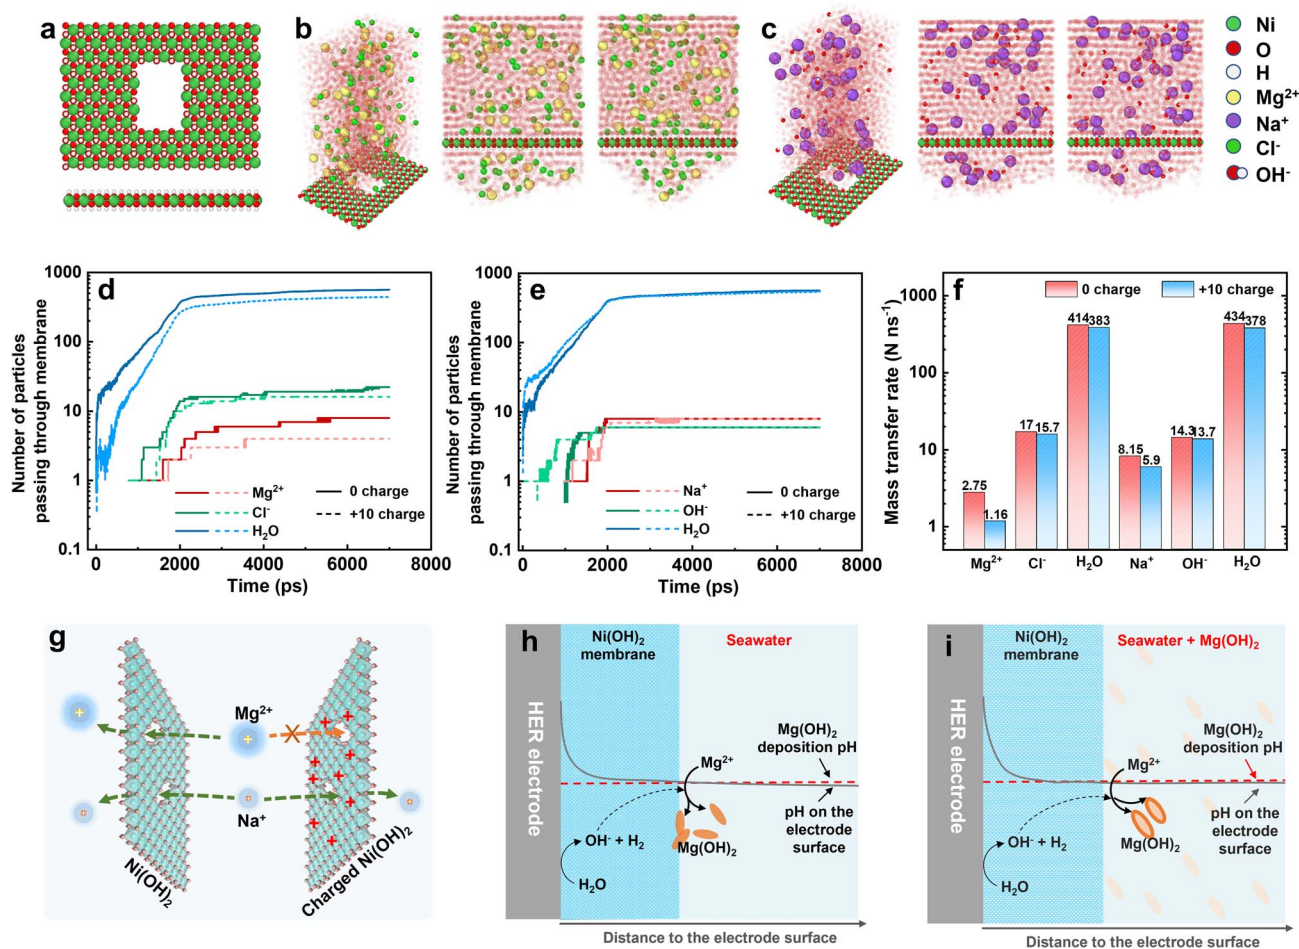 a
b
c
Ni
O
H
Mg²⁺
Na⁺
Cl⁻
OH⁻
d
Number of particles
passing through membrane
1000
100
10
1
0.1
0 2000 4000 6000 8000
Time (ps)
Mg²⁺
Cl⁻
H₂O
0 charge
+10 charge
e
Number of particles
passing through membrane
1000
100
10
1
0.1
0 2000 4000 6000 8000
Time (ps)
Na⁺
OH⁻
H₂O
0 charge
+10 charge
f
Mass transfer rate (N ns⁻¹)
1000
100
10
1
0 charge
+10 charge
2.75
1.16
17
15.7
414
383
8.15
5.9
14.3
13.7
434
378
Mg²⁺ Cl⁻ H₂O Na⁺ OH⁻ H₂O
g
Mg²⁺
Na⁺
Ni(OH)₂
Charged Ni(OH)₂
h
HER electrode
Ni(OH)₂
membrane
Seawater
Mg(OH)₂
deposition pH
Mg²⁺
OH⁻ + H₂
H₂O
Mg(OH)₂
pH on the
electrode
surface
Distance to the electrode surface
i
HER electrode
Ni(OH)₂
membrane
Seawater + Mg(OH)₂
Mg(OH)₂
deposition pH
Mg²⁺
OH⁻ + H₂
H₂O
Mg(OH)₂
pH on the
electrode
surface
Distance to the electrode surface